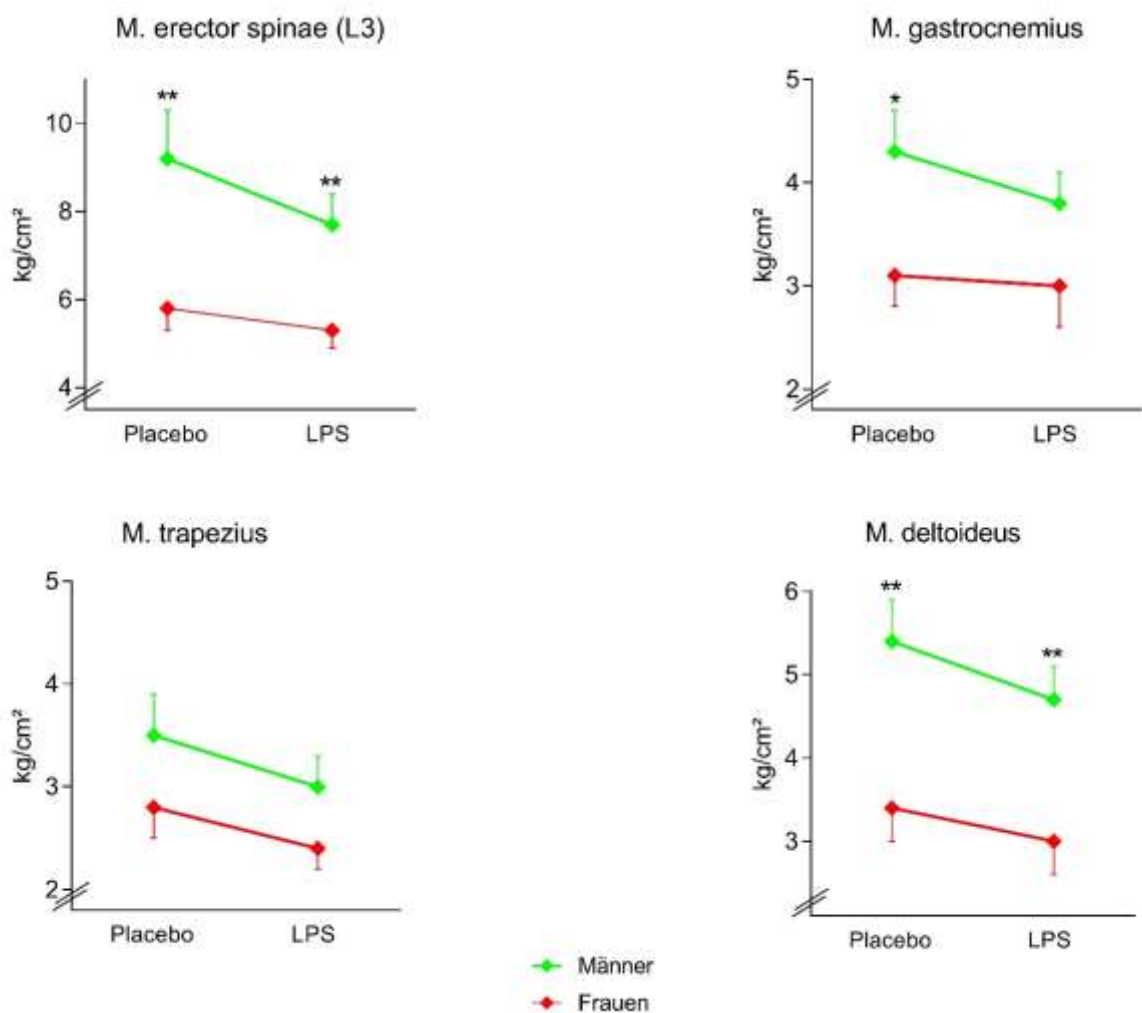 M. erector spinae (L3)
**
**
10
8
6
4
kg/cm²
Placebo LPS
M. gastrocnemius
*
5
4
3
2
kg/cm²
Placebo LPS
M. trapezius
5
4
3
2
kg/cm²
Placebo LPS
M. deltoideus
**
**
6
5
4
3
kg/cm²
Placebo LPS
Männer
Frauen